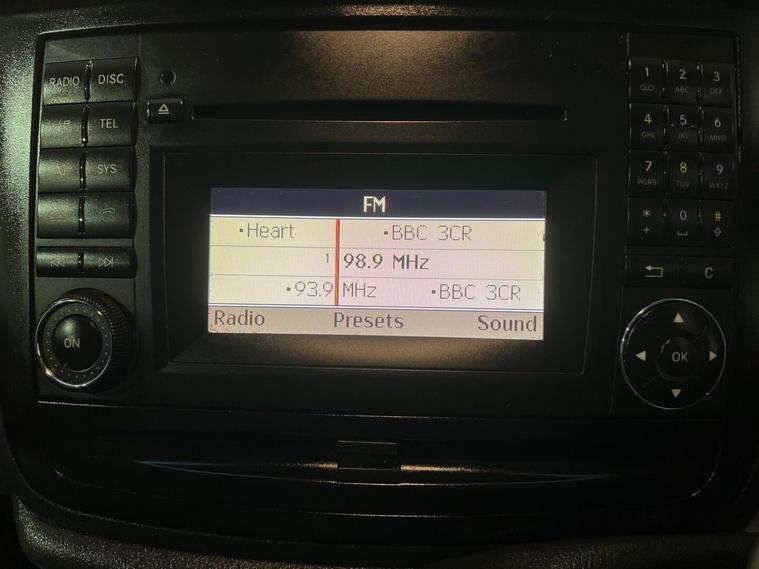 RADIO DISC
TEL
SYS
ON
FM
•Heart •BBC 3CR
1 98.9 MHz
•93.9 MHz •BBC 3CR
Radio Presets Sound
1 2 3
ABC DEF
4 5 6
GHI JKL MNO
7 8 9
PQRS TUV WXYZ
* 0 #
+
C
OK